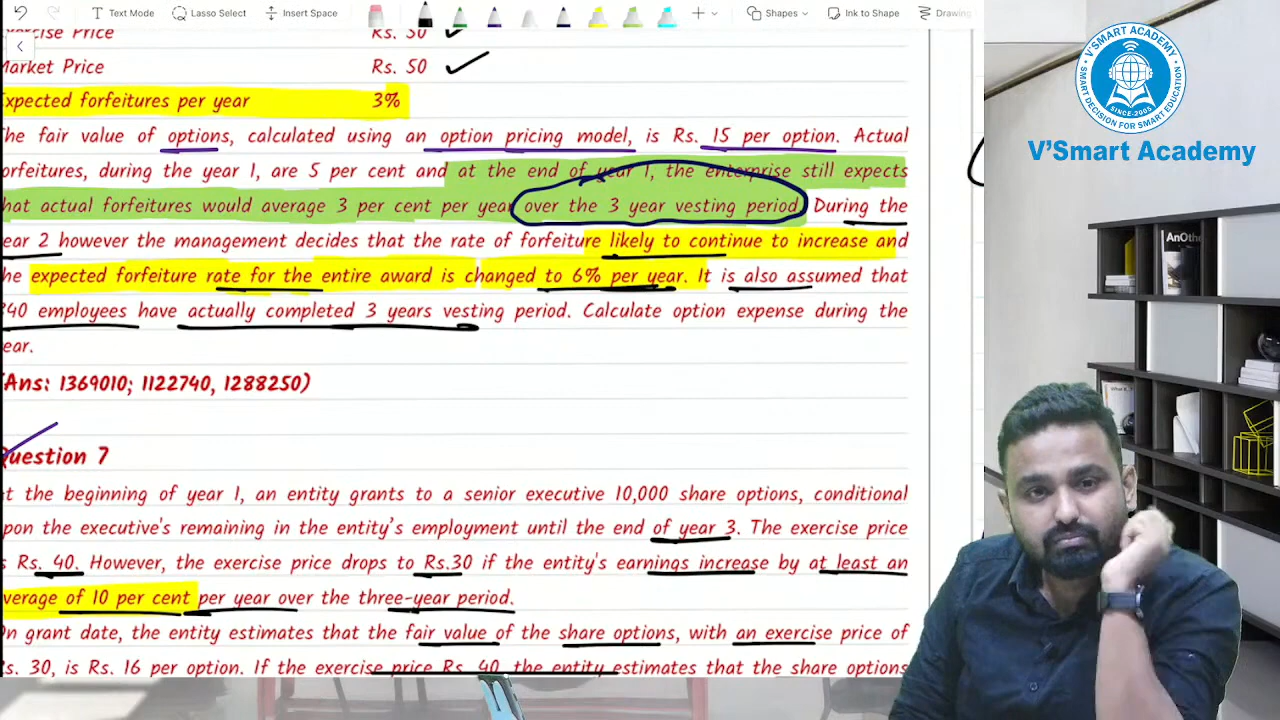 Text Mode
Lasso Select
Insert Space
Shapes
Ink to Shape
Drawing
xercise Price Rs. 50
Market Price Rs. 50
Expected forfeitures per year 3%
The fair value of options, calculated using an option pricing model, is Rs. 15 per option. Actual
orfeitures, during the year 1, are 5 per cent and at the end of year 1, the enterprise still expects
hat actual forfeitures would average 3 per cent per year over the 3 year vesting period. During the
ear 2 however the management decides that the rate of forfeiture likely to continue to increase and
he expected forfeiture rate for the entire award is changed to 6% per year. It is also assumed that
840 employees have actually completed 3 years vesting period. Calculate option expense during the
ear.
(Ans: 1369010; 1122740, 1288250)
Question 7
t the beginning of year 1, an entity grants to a senior executive 10,000 share options, conditional
pon the executive's remaining in the entity's employment until the end of year 3. The exercise price
s Rs. 40. However, the exercise price drops to Rs.30 if the entity's earnings increase by at least an
verage of 10 per cent per year over the three-year period.
On grant date, the entity estimates that the fair value of the share options, with an exercise price of
s. 30, is Rs. 16 per option. If the exercise price Rs. 40, the entity estimates that the share options
V'SMART ACADEMY
SMART DECISION FOR SMART EDUCATION
SINCE-2005
V'Smart Academy
AnOthe